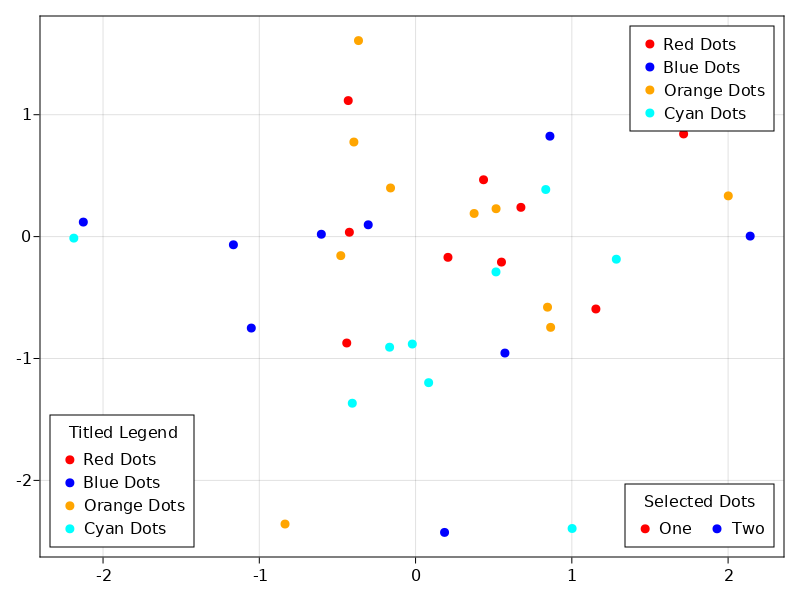 Red Dots
Blue Dots
Orange Dots
Cyan Dots
1
0
-1
-2
Titled Legend
Red Dots
Blue Dots
Orange Dots
Cyan Dots
Selected Dots
One Two
-2 -1 0 1 2